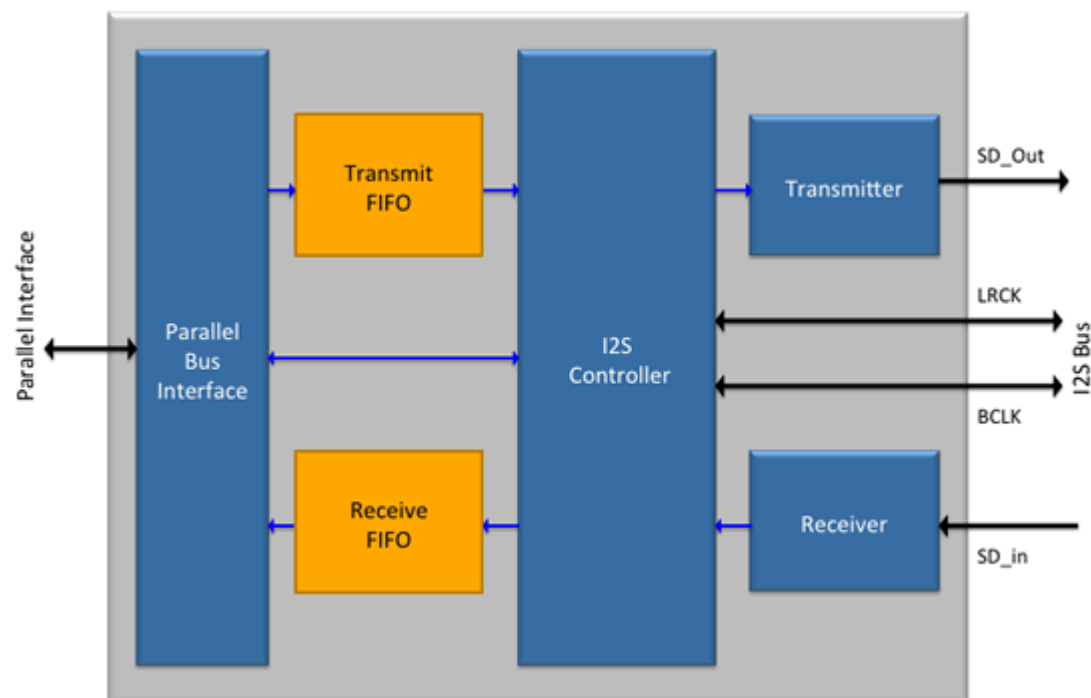 Parallel Interface
Parallel
Bus
Interface
Transmit
FIFO
Receive
FIFO
I2S
Controller
Transmitter
Receiver
SD_Out
LRCK
BCLK
SD_in
I2S Bus